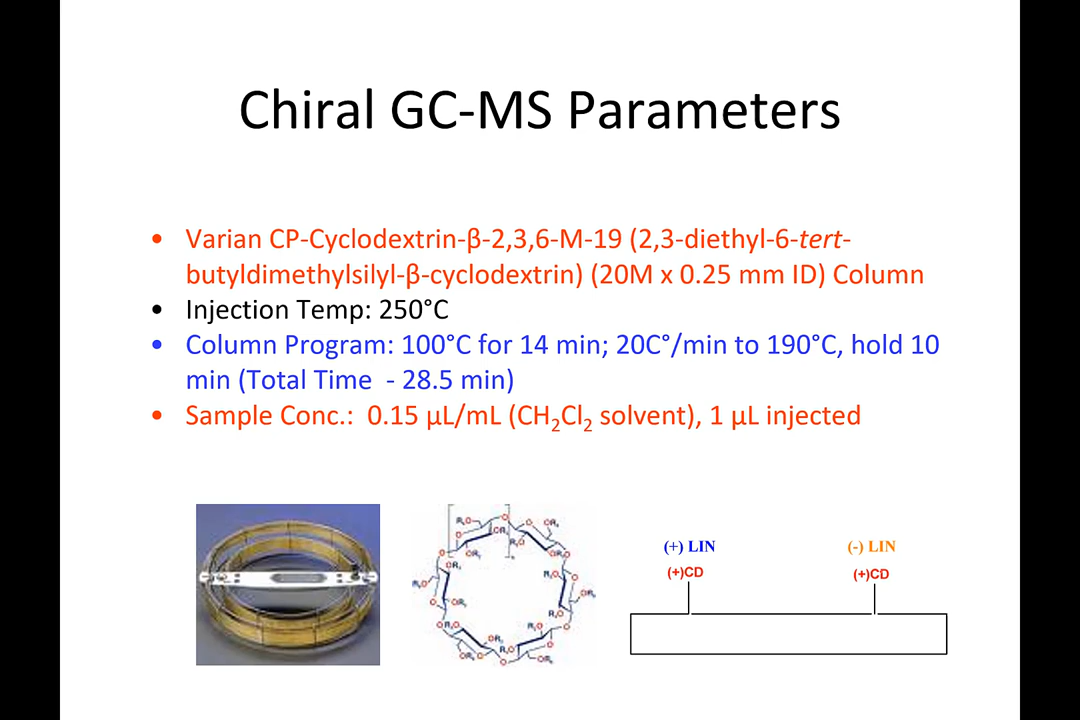 Chiral GC-MS Parameters
• Varian CP-Cyclodextrin-β-2,3,6-M-19 (2,3-diethyl-6-tert-
butyldimethylsilyl-β-cyclodextrin) (20M x 0.25 mm ID) Column
• Injection Temp: 250°C
• Column Program: 100°C for 14 min; 20C°/min to 190°C, hold 10
min (Total Time - 28.5 min)
• Sample Conc.: 0.15 µL/mL (CH₂Cl₂ solvent), 1 µL injected
(+) LIN (-) LIN
(+)CD (+)CD